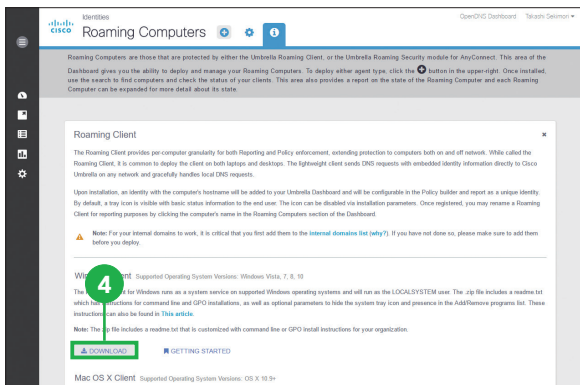 Identities
OpenDNS Dashboard Takashi Sekimon
cisco
Roaming Computers
Roaming Computers are those that are protected by either the Umbrella Roaming Client, or the Umbrella Roaming Security module for AnyConnect. This area of the
Dashboard gives you the ability to deploy and manage your Roaming Computers. To deploy either agent type, click the button in the upper-right. Once installed,
use the search to find computers and check the status of your clients. This area also provides a report on the state of the Roaming Computer and each Roaming
Computer can be expanded for more detail about its state.
Roaming Client
The Roaming Client provides per-computer granularity for both Reporting and Policy enforcement, extending protection to computers both on and off network. While called the
Roaming Client, it is common to deploy the client on both laptops and desktops. The lightweight client sends DNS requests with embedded identity information directly to Cisco
Umbrella on any network and gracefully handles local DNS requests.
Upon installation, an identity with the computer's hostname will be added to your Umbrella Dashboard and will be configurable in the Policy builder and report as a unique identity.
By default, a tray icon is visible with basic status information to the end user. The icon can be disabled via installation parameters. Once registered, you may rename a Roaming
Client for reporting purposes by clicking the computer's name in the Roaming Computers section of the Dashboard.
Note: For your internal domains to work, it is critical that you first add them to the internal domains list (why?). If you have not done so, please make sure to add them
before you deploy.
4
Supported Operating System Versions: Windows Vista, 7, 8, 10
for Windows runs as a system service on supported Windows operating systems and will run as the LOCALSYSTEM user. The .zip file includes a readme txt
which for command line and GPO installations, as well as optional parameters to hide the system tray icon and presence in the Add/Remove programs list. These
instructions can also be found in This article.
Note: The zip file includes a readme txt that is customized with command line or GPO install instructions for your organization.
DOWNLOAD GETTING STARTED
Mac OS X Client Supported Operating System Versions: OS X 10.9+